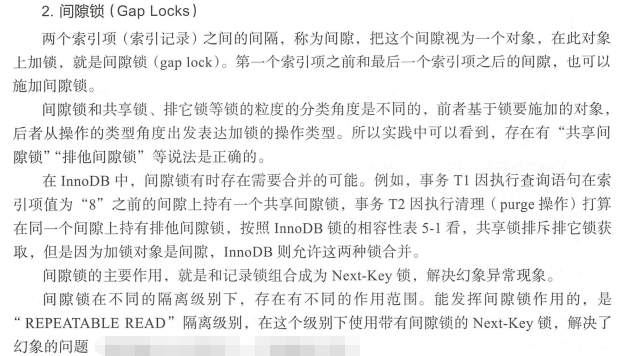 2. 间隙锁（Gap Locks）
两个索引项（索引记录）之间的间隔，称为间隙，把这个间隙视为一个对象，在此对象
上加锁，就是间隙锁（gap lock）。第一个索引项之前和最后一个索引项之后的间隙，也可以
施加间隙锁。
间隙锁和共享锁、排它锁等锁的粒度的分类角度是不同的，前者基于锁要施加的对象，
后者从操作的类型角度出发表达加锁的操作类型。所以实践中可以看到，存在有“共享间
隙锁”“排他间隙锁”等说法是正确的。
在 InnoDB 中，间隙锁有时存在需要合并的可能。例如，事务 T1 因执行查询语句在索
引项值为“8”之前的间隙上持有一个共享间隙锁，事务 T2 因执行清理（purge 操作）打算
在同一个间隙上持有排他间隙锁，按照 InnoDB 锁的相容性表 5-1 看，共享锁排斥排它锁获
取，但是因为加锁对象是间隙，InnoDB 则允许这两种锁合并。
间隙锁的主要作用，就是和记录锁组合成为 Next-Key 锁，解决幻象异常现象。
间隙锁在不同的隔离级别下，存在有不同的作用范围。能发挥间隙锁作用的，是
“REPEATABLE READ”隔离级别，在这个级别下使用带有间隙锁的 Next-Key 锁，解决了
幻象的问题